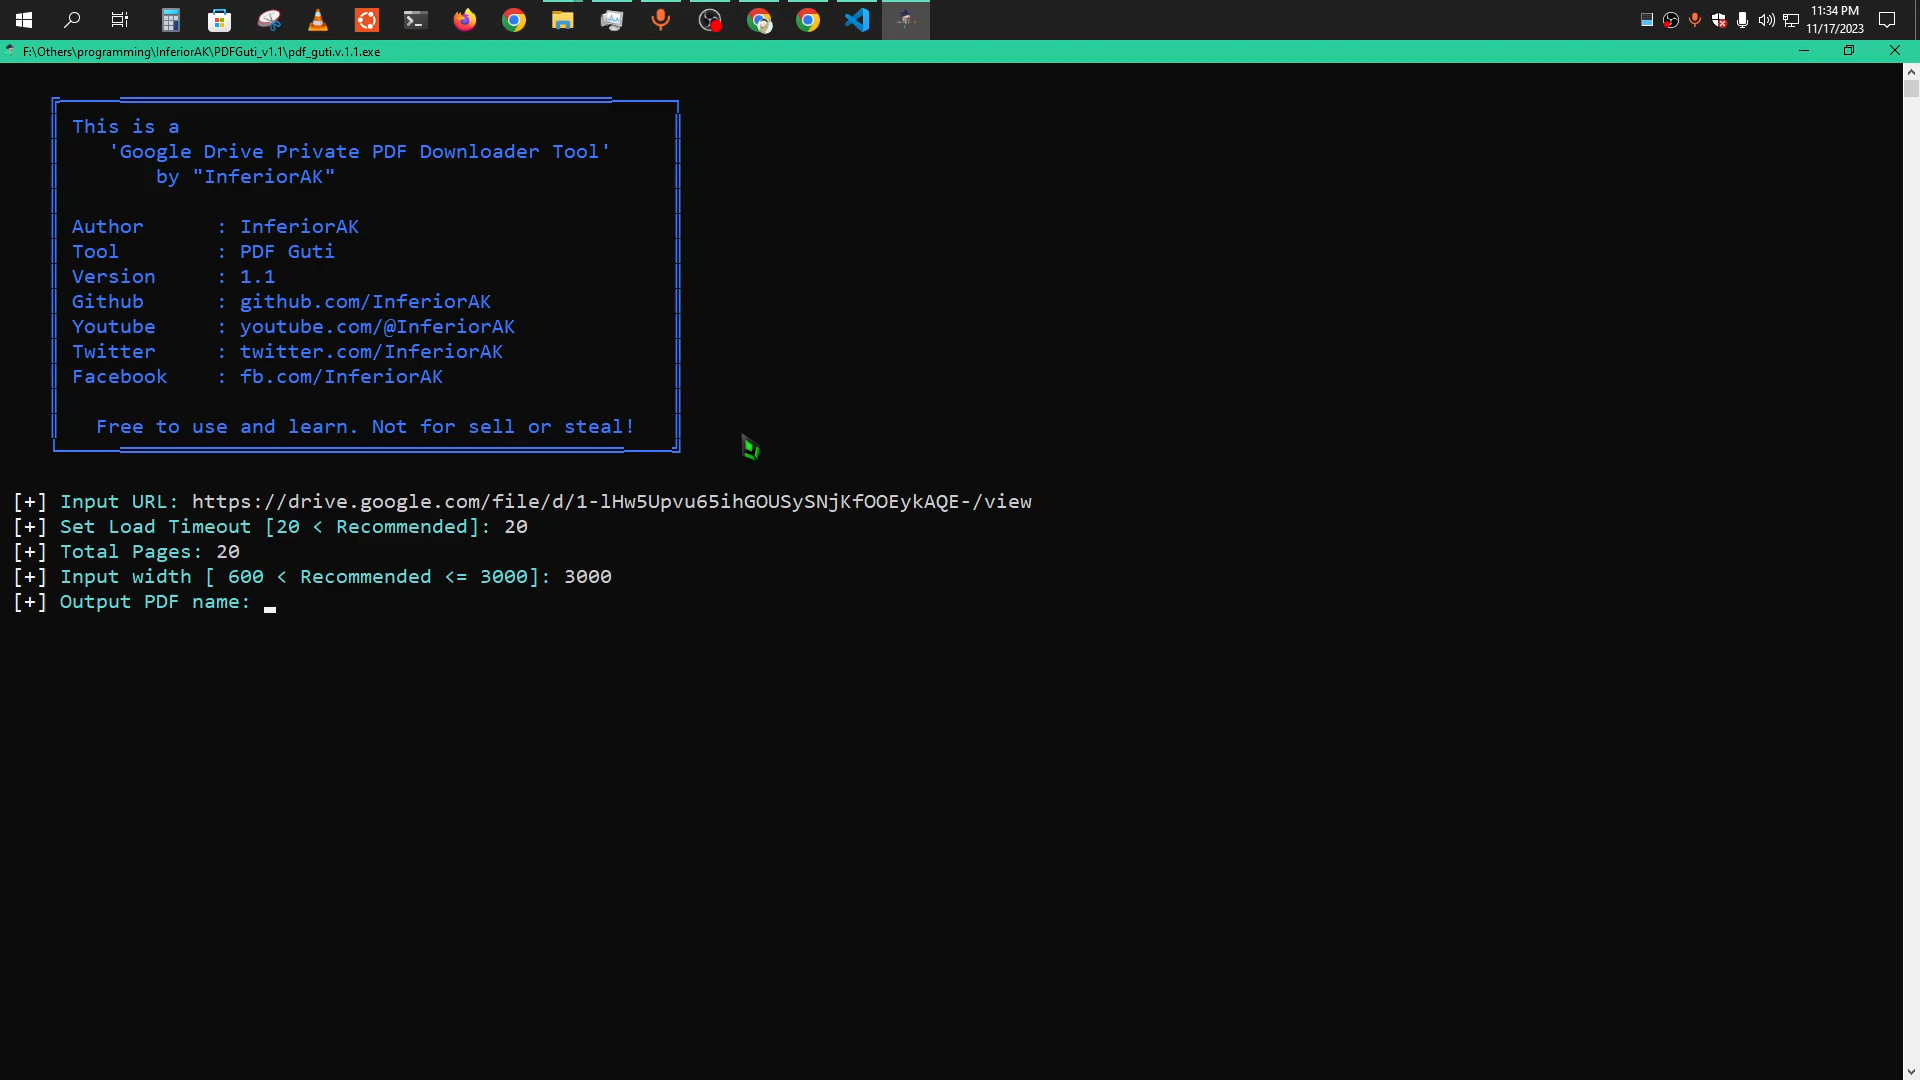 11:34 PM
11/17/2023
F:\Others\programming\InferiorAK\PDFGuti_v1.1\pdf_guti.v.1.1.exe
This is a
'Google Drive Private PDF Downloader Tool'
by "InferiorAK"
Author : InferiorAK
Tool : PDF Guti
Version : 1.1
Github : github.com/InferiorAK
Youtube : youtube.com/@InferiorAK
Twitter : twitter.com/InferiorAK
Facebook : fb.com/InferiorAK
Free to use and learn. Not for sell or steal!
[+] Input URL: https://drive.google.com/file/d/1-lHw5Upvu65ihGOUSySNjKfOOEykAQE-/view
[+] Set Load Timeout [20 < Recommended]: 20
[+] Total Pages: 20
[+] Input width [ 600 < Recommended <= 3000]: 3000
[+] Output PDF name: